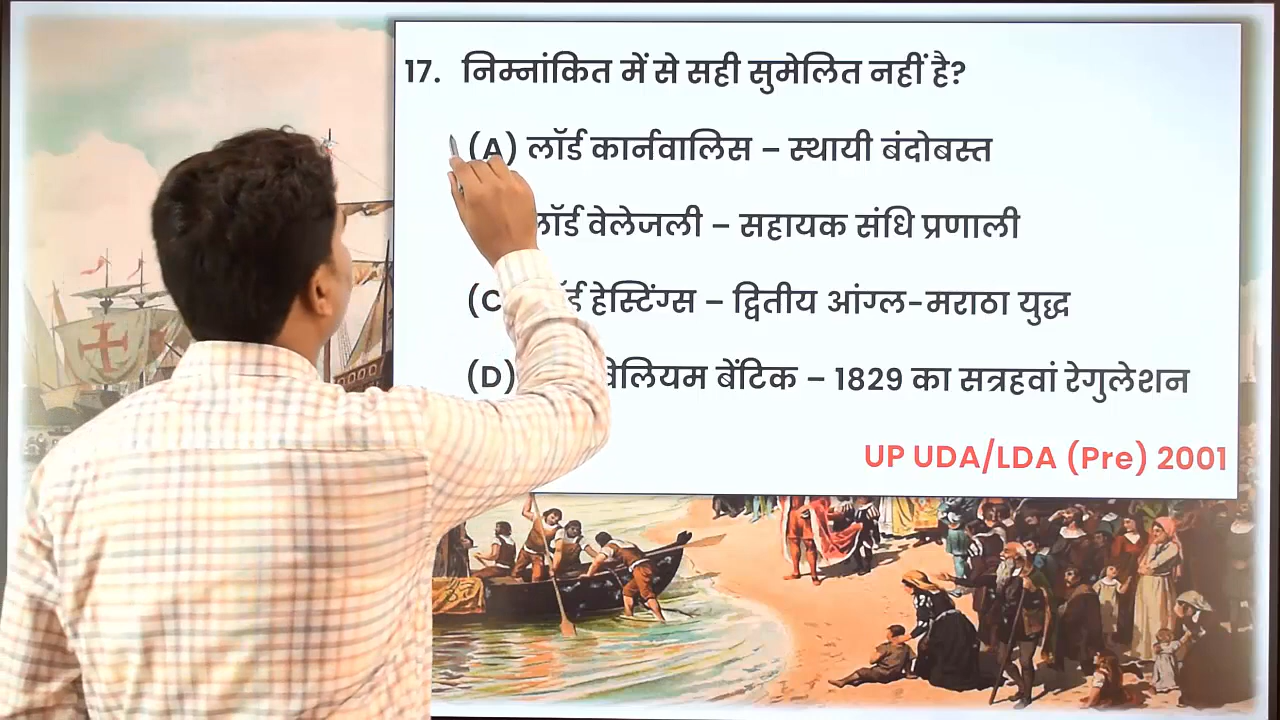 17. निम्नांकित में से सही सुमेलित नहीं है?
(A) लॉर्ड कार्नवालिस – स्थायी बंदोबस्त
लॉर्ड वेलेजली – सहायक संधि प्रणाली
(C हेस्टिंग्स – द्वितीय आंग्ल-मराठा युद्ध
(D) विलियम बेंटिक – 1829 का सत्रहवां रेगुलेशन
UP UDA/LDA (Pre) 2001